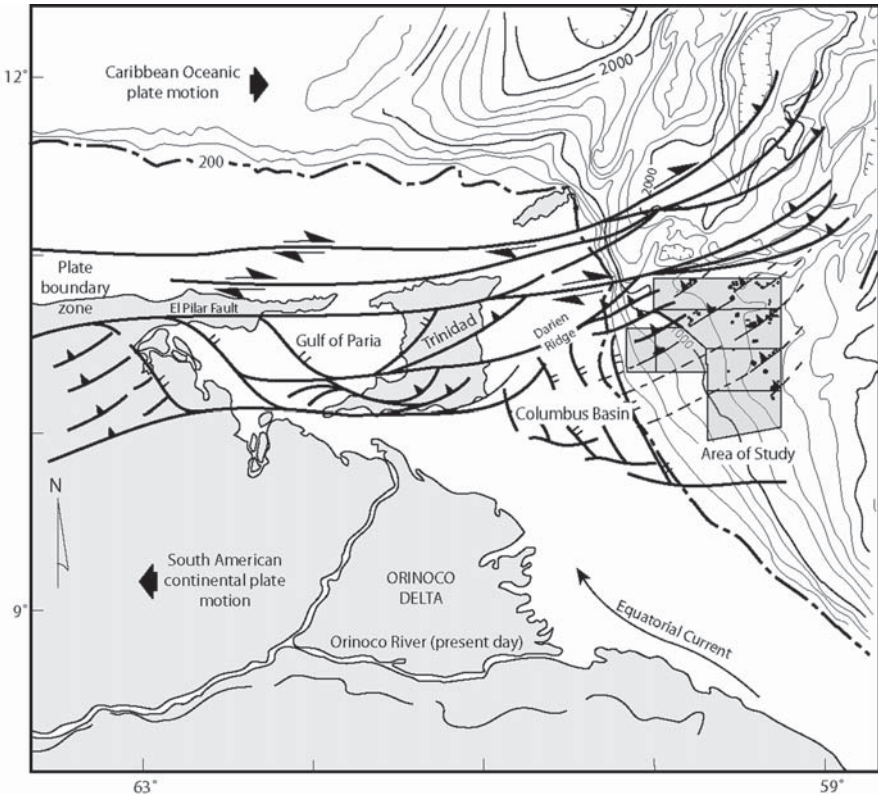 12°
Caribbean Oceanic
plate motion
2000
200
2000
Plate
boundary
zone
El Pilar Fault
Gulf of Paria
Trinidad
Darien
Ridge
1000
Columbus Basin
Area of Study
N
South American
continental plate
motion
ORINOCO
DELTA
9°
Equatorial Current
Orinoco River (present day)
63°
59°